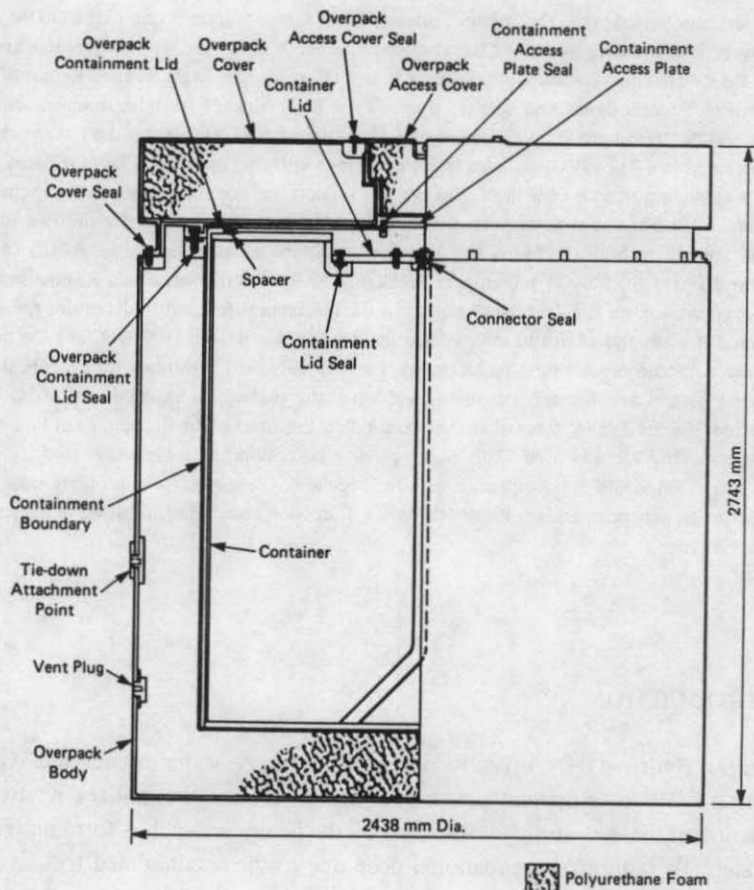 Overpack
Containment Lid
Overpack
Cover
Overpack
Access Cover Seal
Container
Lid
Overpack
Access Cover
Containment
Access
Plate Seal
Containment
Access Plate
Overpack
Cover Seal
Spacer
Containment
Lid Seal
Connector Seal
Overpack
Containment
Lid Seal
Containment
Boundary
Container
Tie-down
Attachment
Point
Vent Plug
Overpack
Body
2743 mm
2438 mm Dia.
Polyurethane Foam